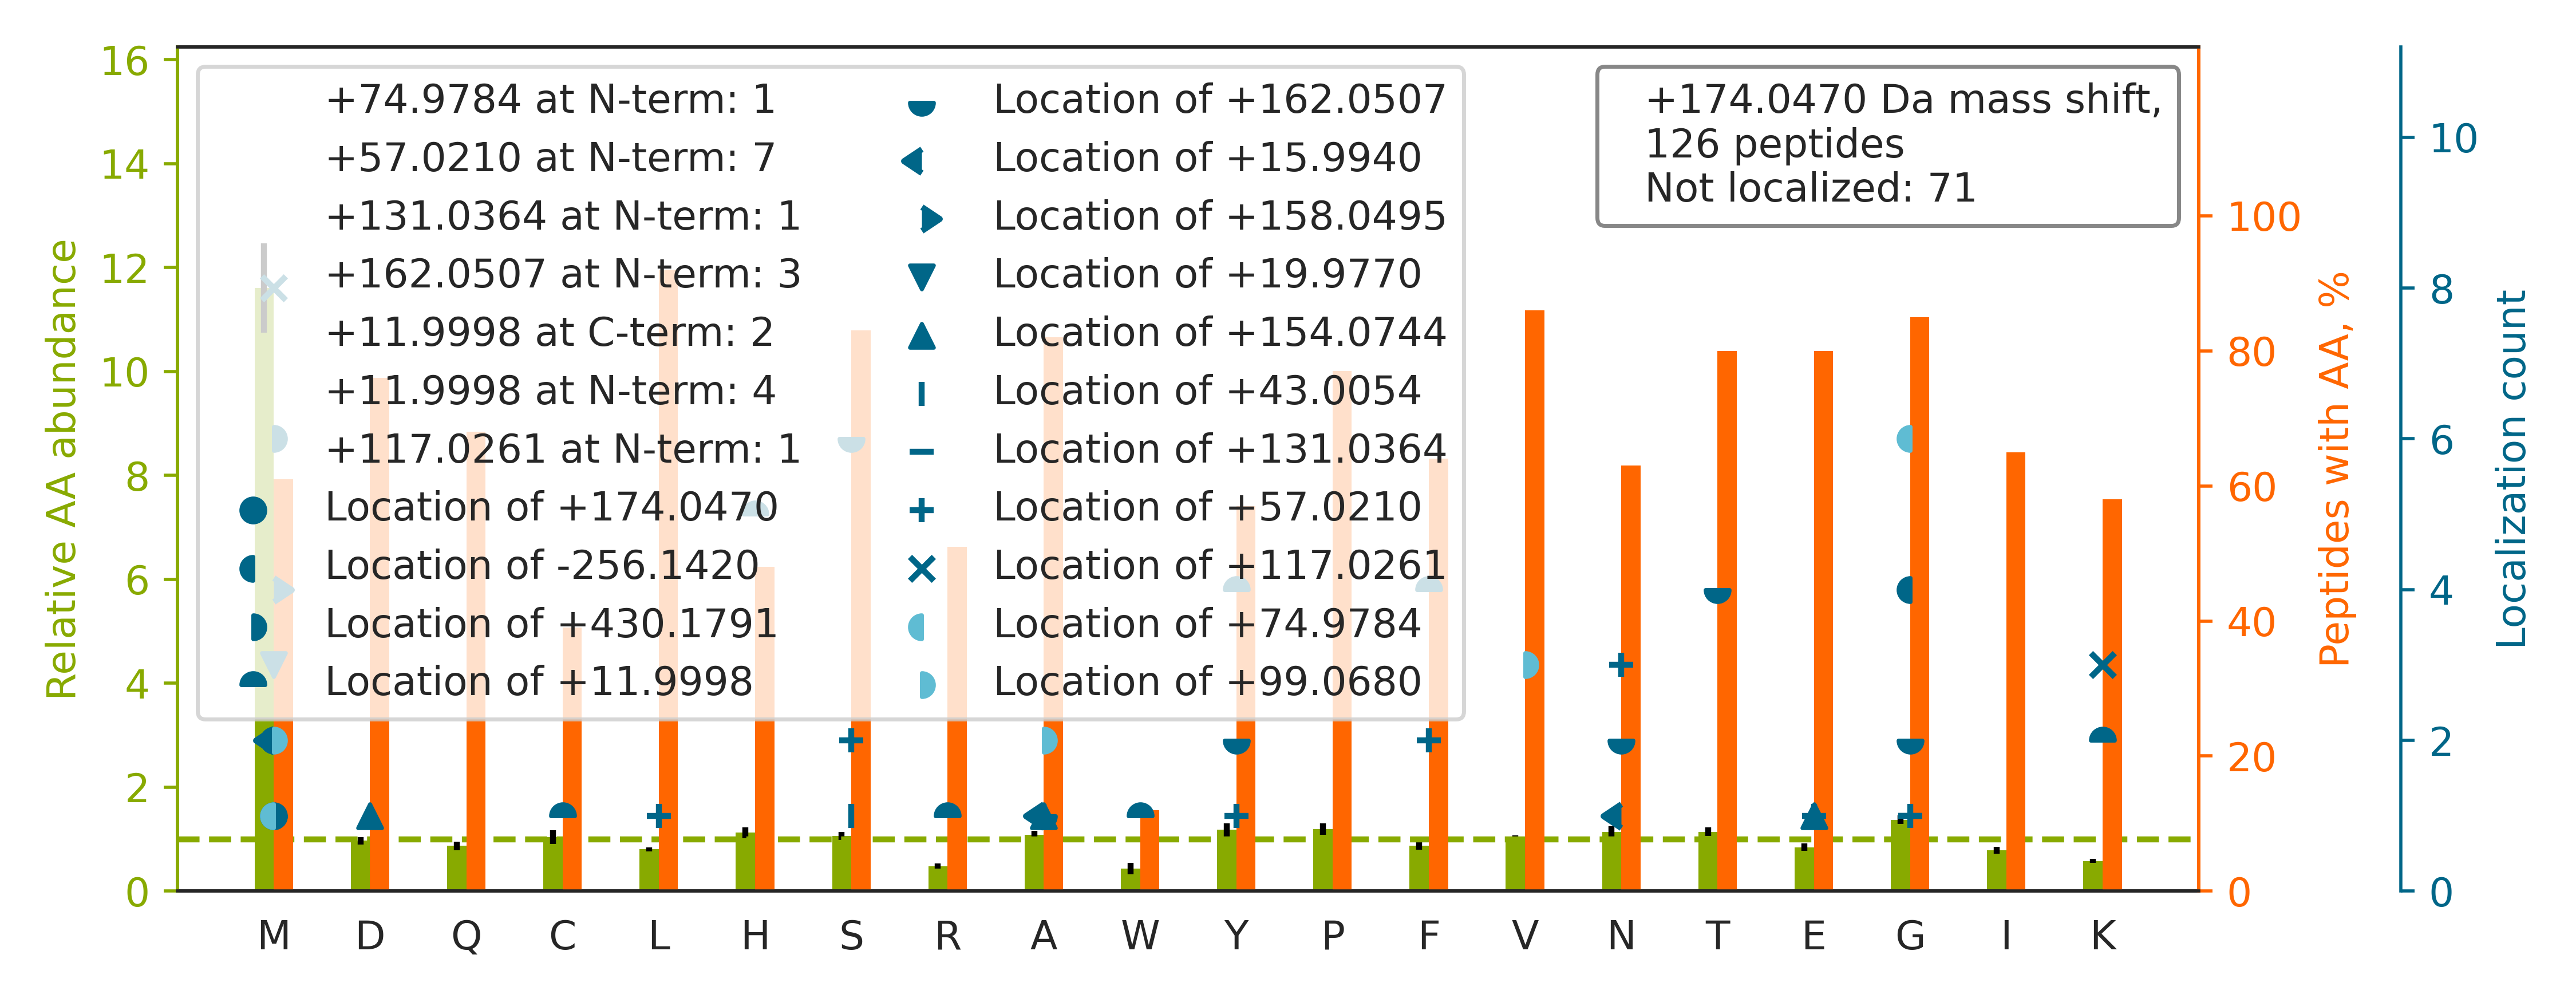 +74.9784 at N-term: 1
+57.0210 at N-term: 7
+131.0364 at N-term: 1
+162.0507 at N-term: 3
+11.9998 at C-term: 2
+11.9998 at N-term: 4
+117.0261 at N-term: 1
Location of +174.0470
Location of -256.1420
Location of +430.1791
Location of +11.9998
Location of +162.0507
Location of +15.9940
Location of +158.0495
Location of +19.9770
Location of +154.0744
Location of +43.0054
Location of +131.0364
Location of +57.0210
Location of +117.0261
Location of +74.9784
Location of +99.0680
+174.0470 Da mass shift,
126 peptides
Not localized: 71
Relative AA abundance
16
14
12
10
8
6
4
2
0
M D Q C L H S R A W Y P F V N T E G I K
100
80
60
40
20
0
Peptides with AA, %
10
8
6
4
2
0
Localization count